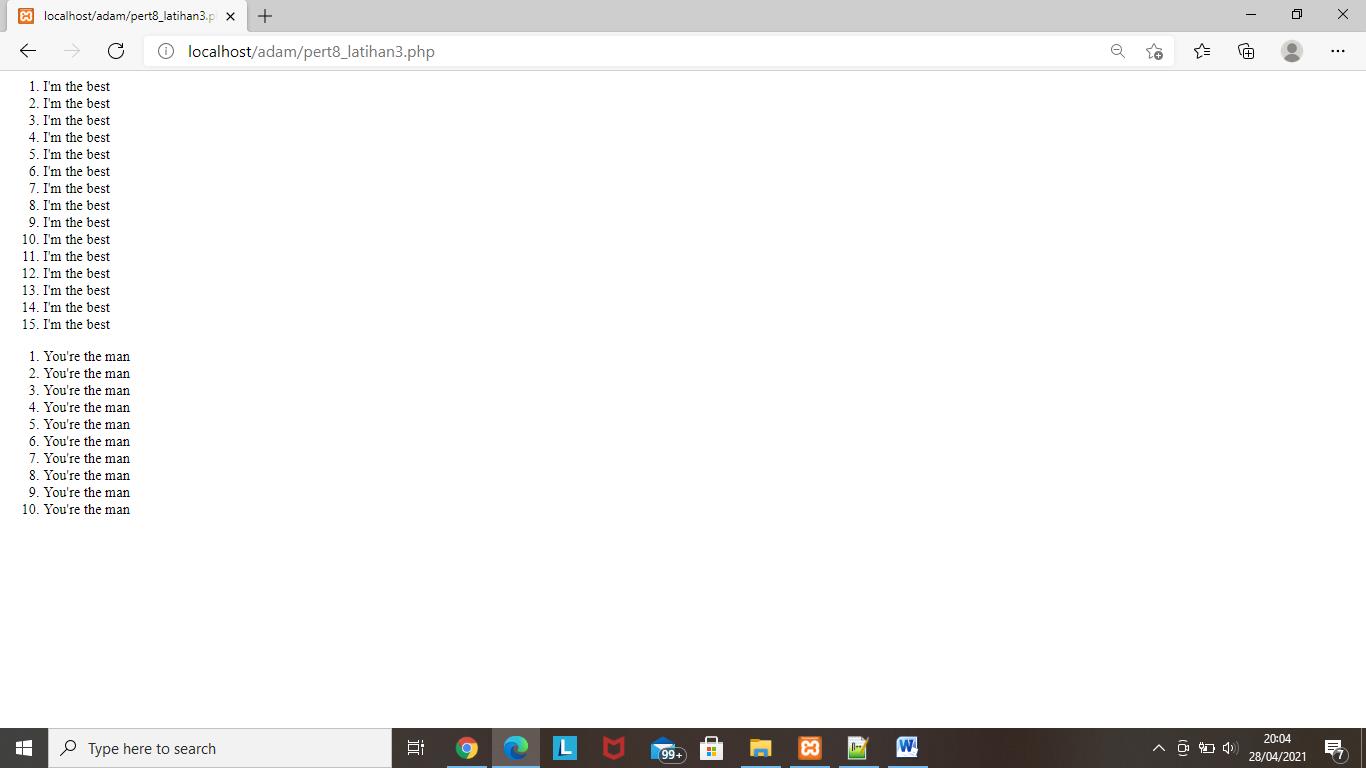 localhost/adam/pert8_latihan3.p
localhost/adam/pert8_latihan3.php
1. I'm the best
2. I'm the best
3. I'm the best
4. I'm the best
5. I'm the best
6. I'm the best
7. I'm the best
8. I'm the best
9. I'm the best
10. I'm the best
11. I'm the best
12. I'm the best
13. I'm the best
14. I'm the best
15. I'm the best
1. You're the man
2. You're the man
3. You're the man
4. You're the man
5. You're the man
6. You're the man
7. You're the man
8. You're the man
9. You're the man
10. You're the man
Type here to search
L
99+
W
20:04
28/04/2021
7